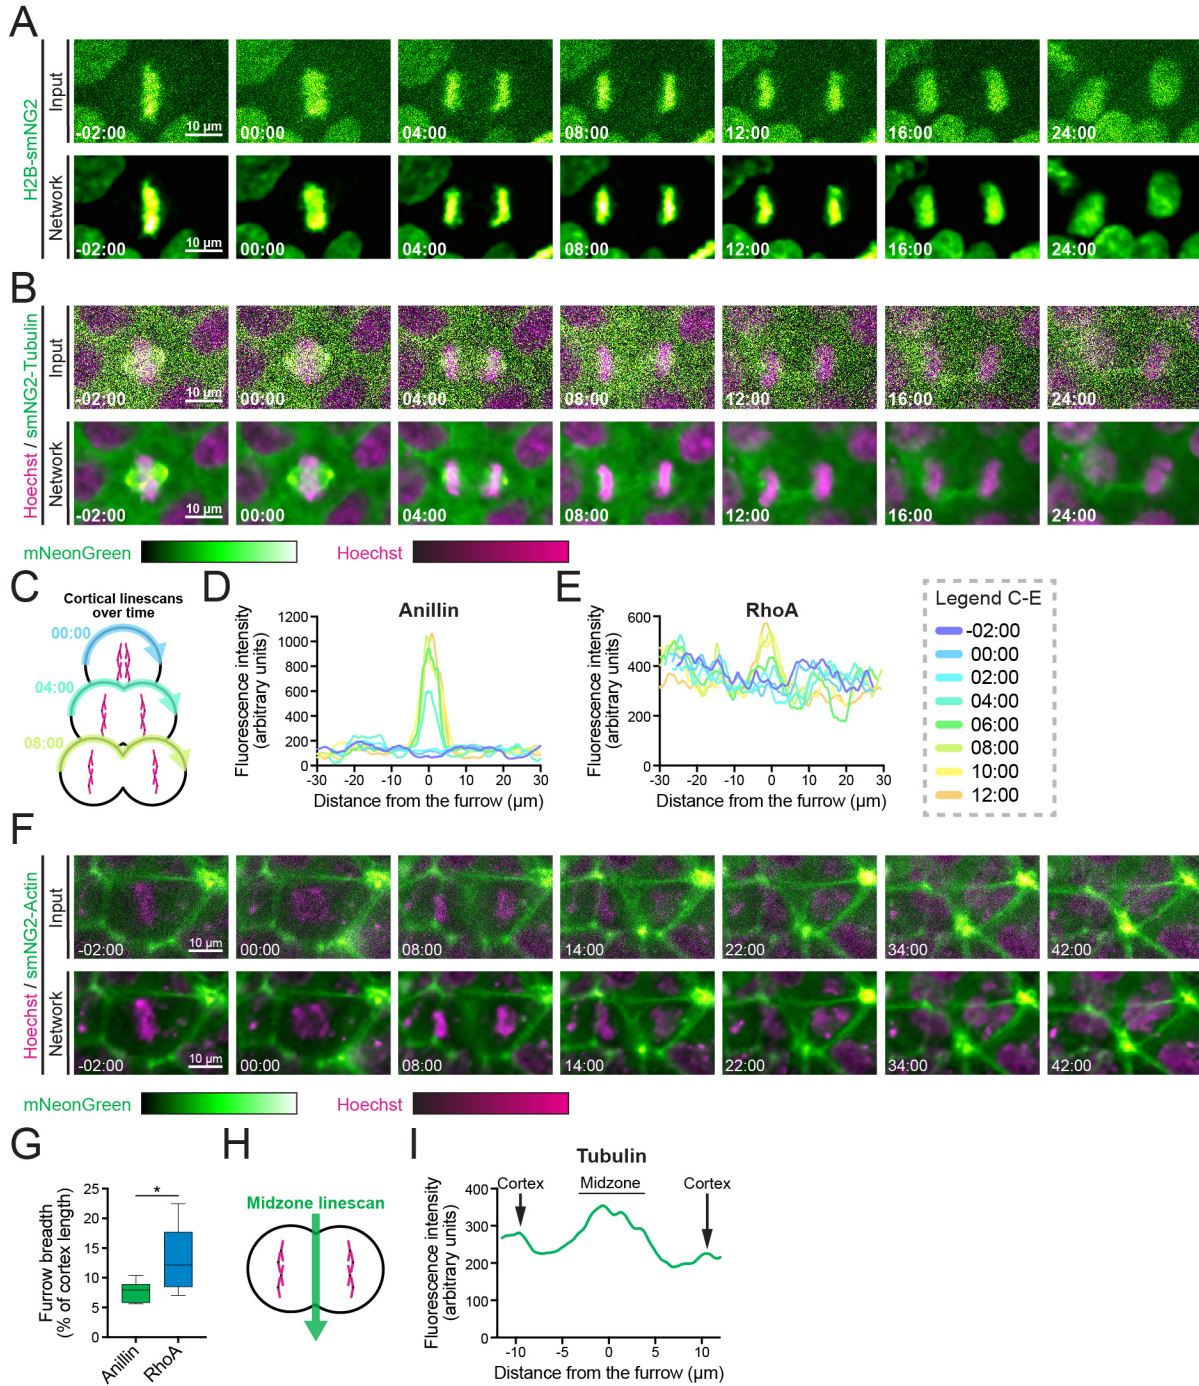 A
H2B-smNG2
Input
-02:00
10 µm
00:00
04:00
08:00
12:00
16:00
24:00
Network
-02:00
10 µm
00:00
04:00
08:00
12:00
16:00
24:00
B
Hoechst / smNG2-Tubulin
Input
-02:00
10 µm
00:00
04:00
08:00
12:00
16:00
24:00
Network
-02:00
10 µm
00:00
04:00
08:00
12:00
16:00
24:00
mNeonGreen
Hoechst
C
Cortical linescans
over time
00:00
04:00
08:00
D
Anillin
Fluorescence intensity
(arbitrary units)
1200
1000
800
600
400
200
0
-30
-20
-10
0
10
20
30
Distance from the furrow (µm)
E
RhoA
Fluorescence intensity
(arbitrary units)
600
400
200
0
-30
-20
-10
0
10
20
30
Distance from the furrow (µm)
Legend C-E
-02:00
00:00
02:00
04:00
06:00
08:00
10:00
12:00
F
Hoechst / smNG2-Actin
Input
-02:00
10 µm
00:00
08:00
14:00
22:00
34:00
42:00
Network
-02:00
10 µm
00:00
08:00
14:00
22:00
34:00
42:00
mNeonGreen
Hoechst
G
Furrow breadth
(% of cortex length)
25
20
15
10
5
0
*
Anillin
RhoA
H
Midzone linescan
I
Tubulin
Cortex
Midzone
Cortex
Fluorescence intensity
(arbitrary units)
400
300
200
100
0
-10
-5
0
5
10
Distance from the furrow (µm)